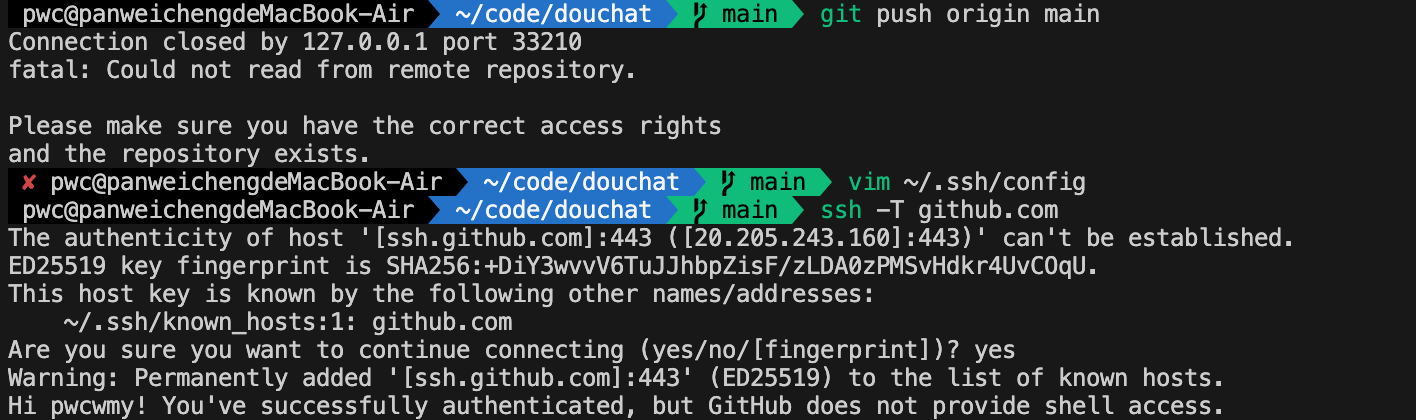 pwc@panweichengdeMacBook-Air ~/code/douchat main git push origin main
Connection closed by 127.0.0.1 port 33210
fatal: Could not read from remote repository.
Please make sure you have the correct access rights
and the repository exists.
✘ pwc@panweichengdeMacBook-Air ~/code/douchat main vim ~/.ssh/config
pwc@panweichengdeMacBook-Air ~/code/douchat main ssh -T github.com
The authenticity of host '[ssh.github.com]:443 ([20.205.243.160]:443)' can't be established.
ED25519 key fingerprint is SHA256:+DiY3wvvV6TuJJhbpZisF/zLDA0zPMSvHdkr4UvCOqU.
This host key is known by the following other names/addresses:
~/.ssh/known_hosts:1: github.com
Are you sure you want to continue connecting (yes/no/[fingerprint])? yes
Warning: Permanently added '[ssh.github.com]:443' (ED25519) to the list of known hosts.
Hi pwcwmy! You've successfully authenticated, but GitHub does not provide shell access.